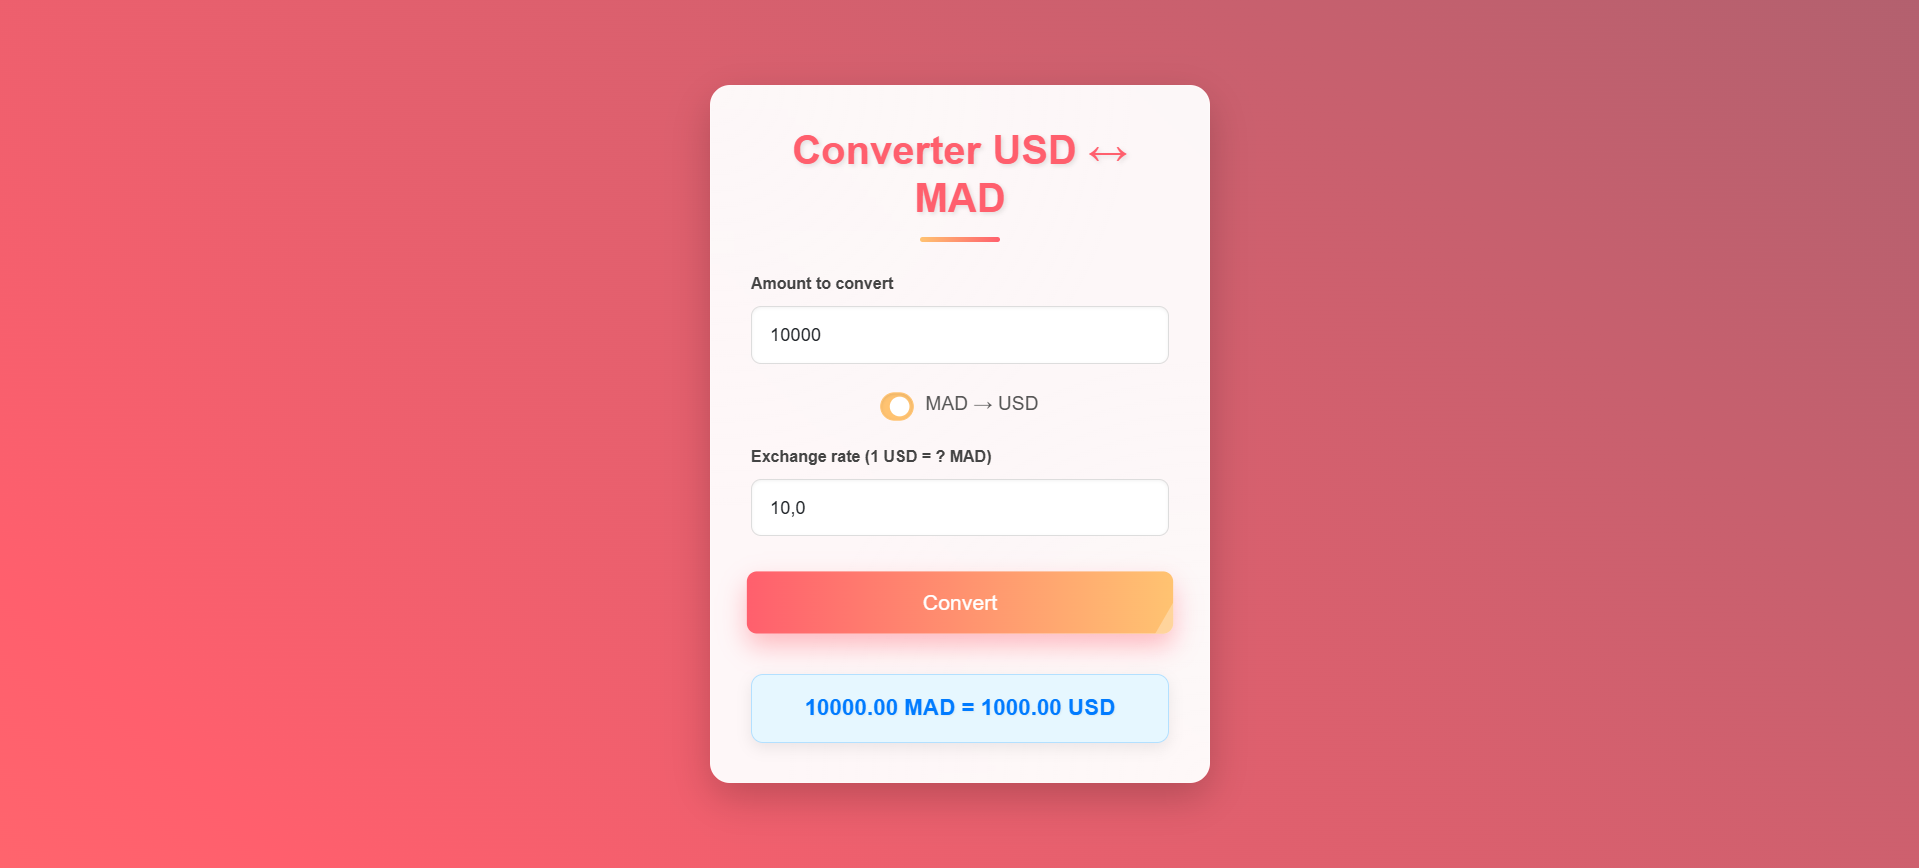 Converter USD ↔
MAD
Amount to convert
10000
MAD → USD
Exchange rate (1 USD = ? MAD)
10,0
Convert
10000.00 MAD = 1000.00 USD